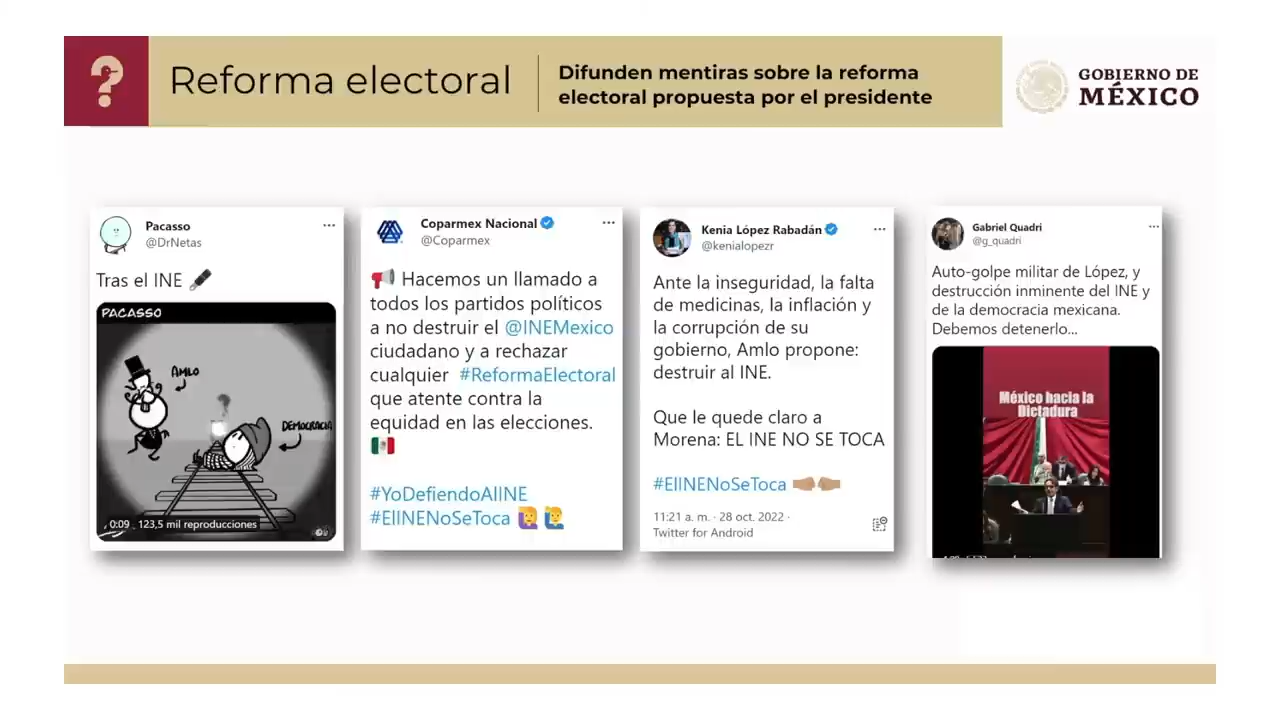 Reforma electoral
Difunden mentiras sobre la reforma
electoral propuesta por el presidente
GOBIERNO DE
MÉXICO
Pacasso
@DrNetas
Tras el INE
PACASSO
AMLO
DEMOCRACIA
0:09
123,5 mil reproducciones
Coparmex Nacional
@Coparmex
Hacemos un llamado a
todos los partidos políticos
a no destruir el @INEMexico
ciudadano y a rechazar
cualquier #ReformaElectoral
que atente contra la
equidad en las elecciones.
#YoDefiendoAlINE
#ElINENoSeToca
Kenia López Rabadán
@kenialopezr
Ante la inseguridad, la falta
de medicinas, la inflación y
la corrupción de su
gobierno, Amlo propone:
destruir al INE.
Que le quede claro a
Morena: EL INE NO SE TOCA
#ElINENoSeToca
11:21 a. m. · 28 oct. 2022 ·
Twitter for Android
Gabriel Quadri
@g_quadri
Auto-golpe militar de López, y
destrucción inminente del INE y
de la democracia mexicana.
Debemos detenerlo...
México hacia la
Dictadura